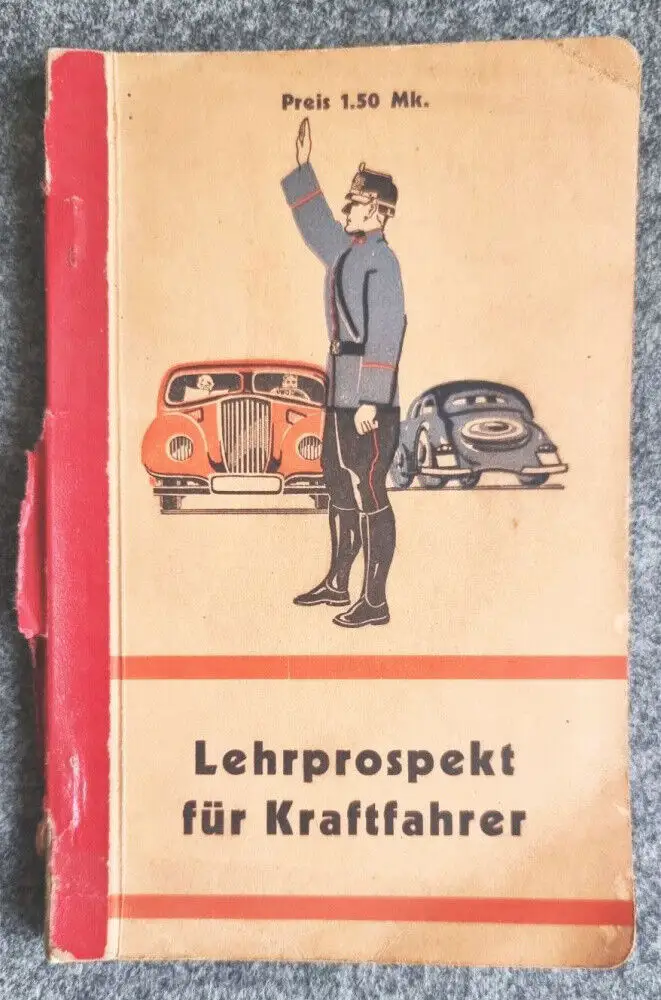 Preis 1.50 Mk.
Lehrprospekt
für Kraftfahrer